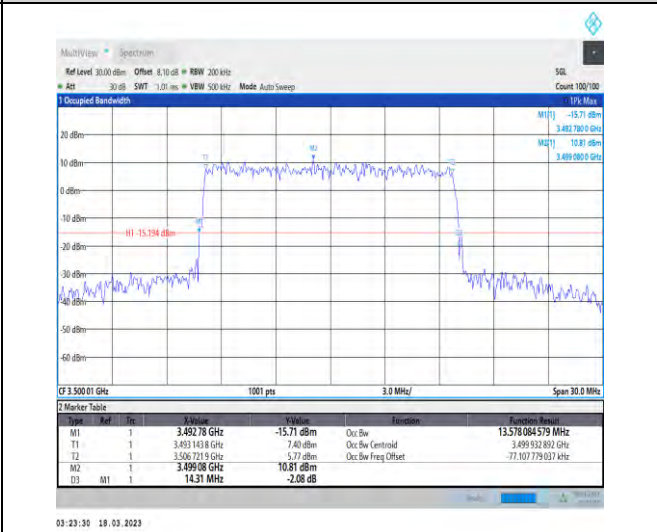 MultiView Spectrum
Ref Level 30.00 dBm Offset 8.10 dB RBW 200 kHz SGL
Att 30 dB SWT 1.01 ms VBW 500 kHz Mode Auto Sweep Count 100/100
1 Occupied Bandwidth 1Pk Max
M1[1] -15.71 dBm
3.492 780 0 GHz
M2[1] 10.81 dBm
3.499 080 0 GHz
20 dBm
M2
10 dBm
0 dBm
-10 dBm
M1
H1 -15.194 dBm
-20 dBm
-30 dBm
-40 dBm
-50 dBm
-60 dBm
CF 3.500 01 GHz 1001 pts 3.0 MHz/ Span 30.0 MHz
2 Marker Table
Type Ref Trc X-Value Y-Value Function Function Result
M1 1 3.492 78 GHz -15.71 dBm Occ Bw 13.578 084 579 MHz
T1 1 3.493 143 8 GHz 7.40 dBm Occ Bw Centroid 3.499 932 892 GHz
T2 1 3.506 721 9 GHz 5.77 dBm Occ Bw Freq Offset -77.107 779 037 kHz
M2 1 3.499 08 GHz 10.81 dBm
D3 M1 1 14.31 MHz -2.08 dB
03:23:30 18.03.2023